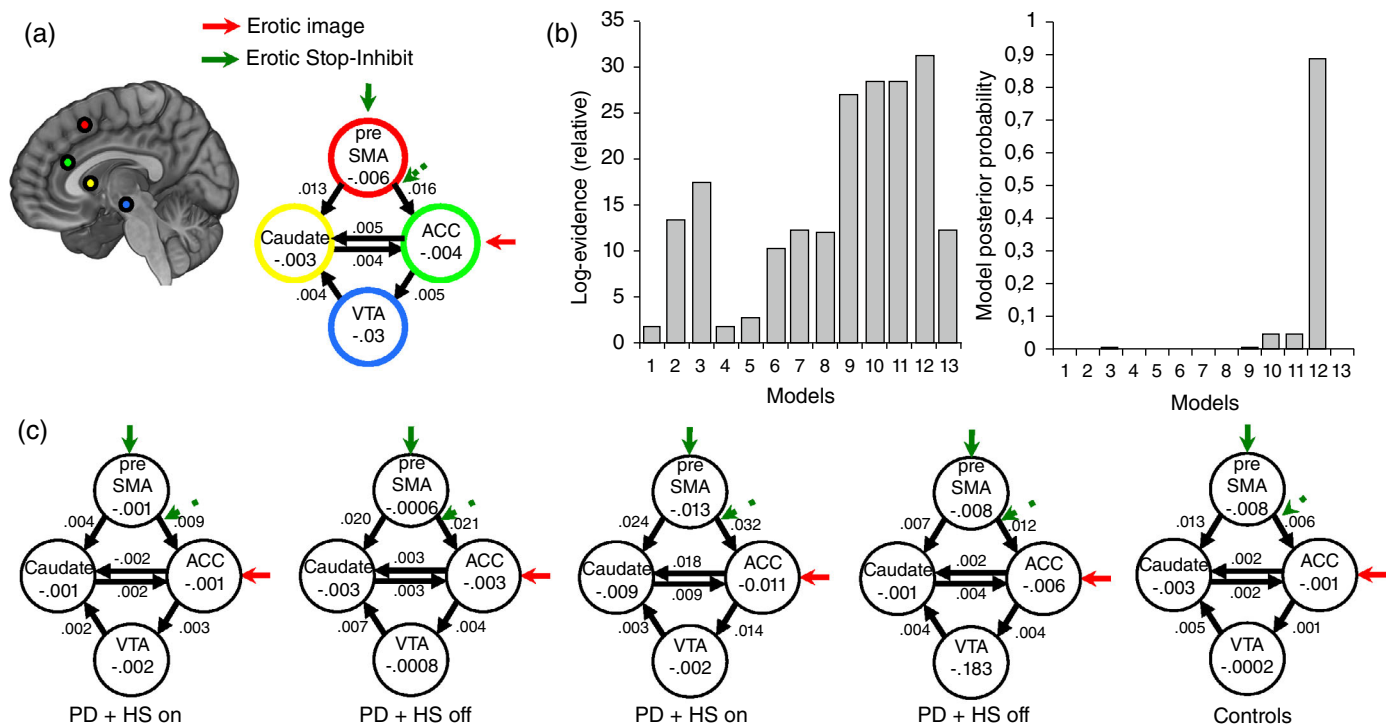 (a)
Erotic image
Erotic Stop-Inhibit
pre
SMA
-.006
.013
.016
Caudate
-.003
.005
.004
ACC
-.004
.004
.005
VTA
-.03
(b)
Log-evidence (relative)
35
30
25
20
15
10
5
0
1 2 3 4 5 6 7 8 9 10 11 12 13
Models
Model posterior probability
1
0,9
0,8
0,7
0,6
0,5
0,4
0,3
0,2
0,1
0
1 2 3 4 5 6 7 8 9 10 11 12 13
Models
(c)
pre
SMA
-.001
.004
.009
Caudate
-.001
-.002
.002
ACC
-.001
.002
.003
VTA
-.002
PD + HS on
pre
SMA
-.0006
.020
.021
Caudate
-.003
.003
.003
ACC
-.003
.007
.004
VTA
-.0008
PD + HS off
pre
SMA
-.013
.024
.032
Caudate
-.009
.018
.009
ACC
-0.011
.003
.014
VTA
-.002
PD + HS on
pre
SMA
-.008
.007
.012
Caudate
-.001
.002
.004
ACC
-.006
.004
.004
VTA
-.183
PD + HS off
pre
SMA
-.008
.013
.006
Caudate
-.003
.002
.002
ACC
-.001
.005
.001
VTA
-.0002
Controls